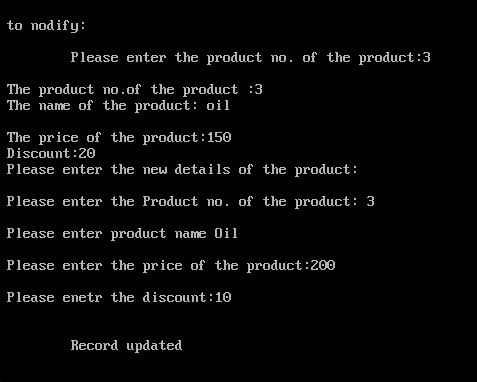 to nodify:
Please enter the product no. of the product:3
The product no.of the product :3
The name of the product: oil
The price of the product:150
Discount:20
Please enter the new details of the product:
Please enter the Product no. of the product: 3
Please enter product name Oil
Please enter the price of the product:200
Please enetr the discount:10
Record updated